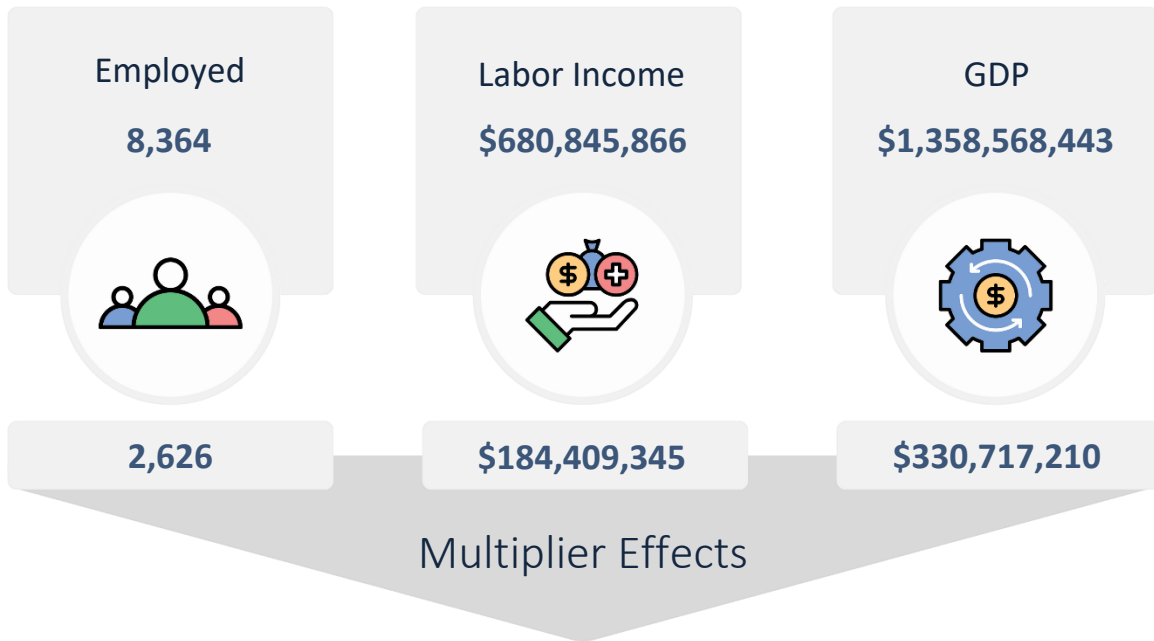 Employed
8,364
Labor Income
$680,845,866
GDP
$1,358,568,443
2,626
$184,409,345
$330,717,210
Multiplier Effects